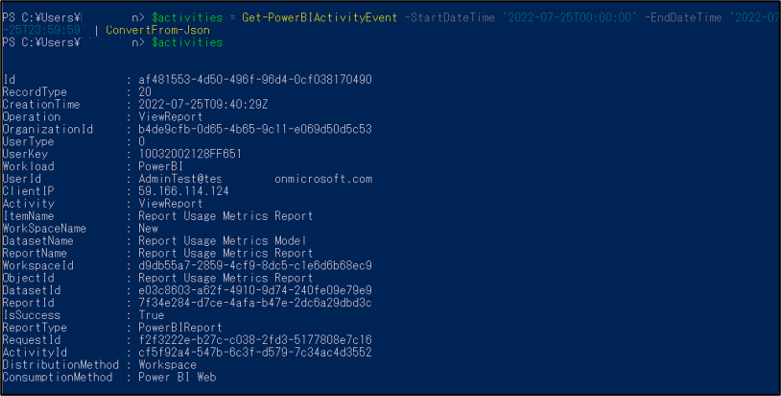 PS C:¥Users¥ n> $activities = Get-PowerBIActivityEvent -StartDateTime '2022-07-25T00:00:00' -EndDateTime '2022-07
-25T23:59:59' | ConvertFrom-Json
PS C:¥Users¥ n> $activities
Id : af481553-4d50-496f-96d4-0cf038170490
RecordType : 20
CreationTime : 2022-07-25T09:40:29Z
Operation : ViewReport
OrganizationId : b4de9cfb-0d65-4b65-9c11-e069d50d5c53
UserType : 0
UserKey : 10032002128FF651
Workload : PowerBI
UserId : AdminTest@tes onmicrosoft.com
ClientIP : 59.166.114.124
Activity : ViewReport
ItemName : Report Usage Metrics Report
WorkSpaceName : New
DatasetName : Report Usage Metrics Model
ReportName : Report Usage Metrics Report
WorkspaceId : d9db55a7-2859-4cf9-8dc5-c1e6d6b68ec9
ObjectId : Report Usage Metrics Report
DatasetId : e03c8603-a62f-4910-9d74-240fe09e79e9
ReportId : 7f34e284-d7ce-4afa-b47e-2dc6a29dbd3c
IsSuccess : True
ReportType : PowerBIReport
RequestId : f2f3222e-b27c-c038-2fd3-5177808e7c16
ActivityId : cf5f92a4-547b-6c3f-d579-7c34ac4d3552
DistributionMethod : Workspace
ConsumptionMethod : Power BI Web